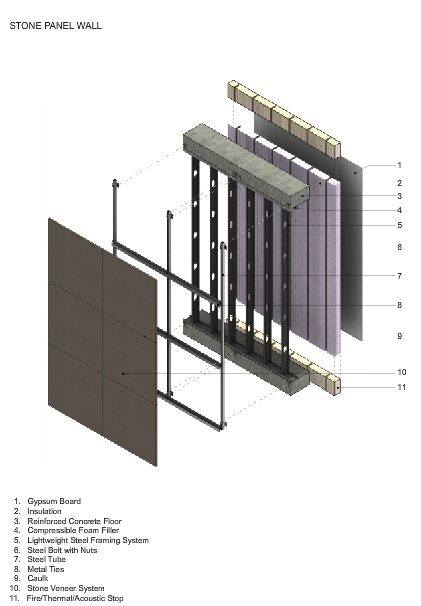 STONE PANEL WALL
1
2
3
4
5
6
7
8
9
10
11
1. Gypsum Board
2. Insulation
3. Reinforced Concrete Floor
4. Compressible Foam Filler
5. Lightweight Steel Framing System
6. Steel Bolt with Nuts
7. Steel Tube
8. Metal Ties
9. Caulk
10. Stone Veneer System
11. Fire/Thermal/Acoustic Stop